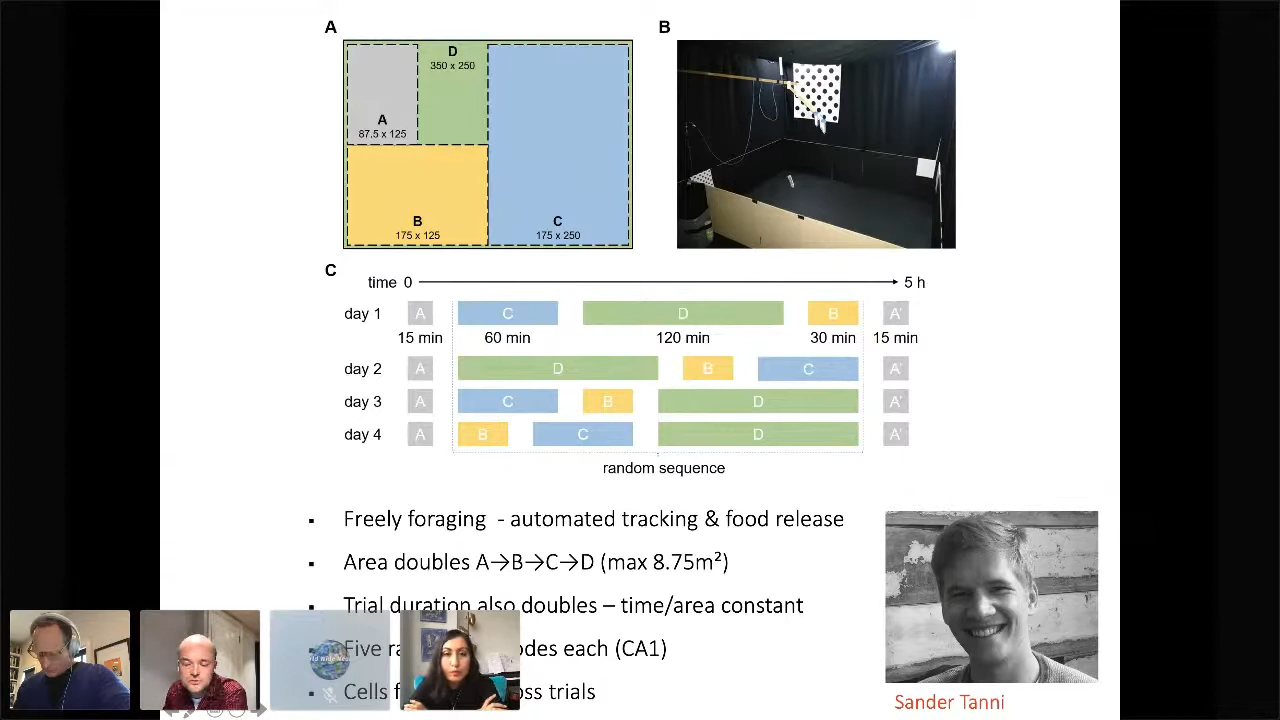 A
B
D
350 x 250
A
87.5 x 125
B
175 x 125
C
175 x 250
C
time 0
5 h
day 1
A
C
D
B
A'
15 min
60 min
120 min
30 min
15 min
day 2
A
D
B
C
A'
day 3
A
C
B
D
A'
day 4
A
B
C
D
A'
random sequence
▪ Freely foraging - automated tracking & food release
▪ Area doubles A→B→C→D (max 8.75m²)
▪ Trial duration also doubles – time/area constant
Five odes each (CA1)
▪ Cells oss trials
Sander Tanni